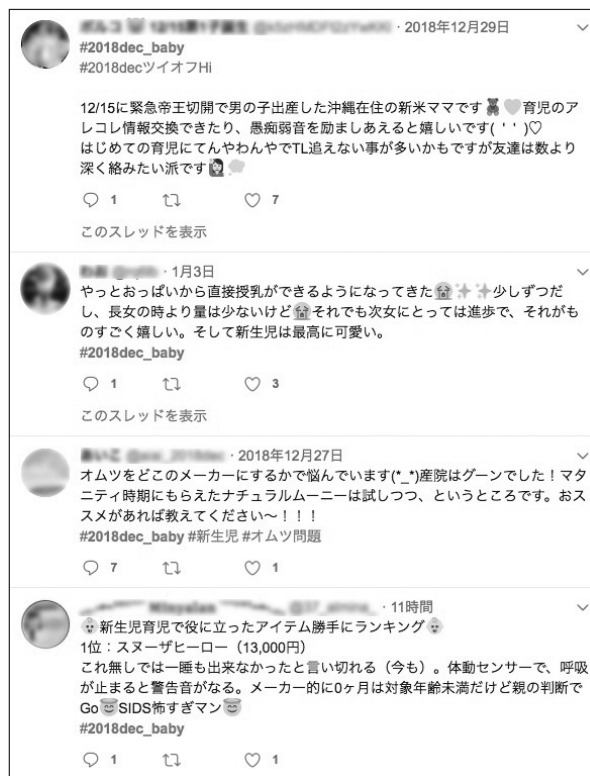 12/15第1子誕生 · 2018年12月29日
#2018dec_baby
#2018decツイオフHi
12/15に緊急帝王切開で男の子出産した沖縄在住の新米ママです🧸🤍育児のア
レコレ情報交換できたり、愚痴弱音を励ましあえると嬉しいです( ' ' )♡
はじめての育児にてんやわんやでTL追えない事が多いかもですが友達は数より
深く絡みたい派です🙋‍♀️💭
1 7
このスレッドを表示
· 1月3日
やっとおっぱいから直接授乳ができるようになってきた😭✨✨少しずつだ
し、長女の時より量は少ないけど😭それでも次女にとっては進歩で、それがも
のすごく嬉しい。そして新生児は最高に可愛い。
#2018dec_baby
1 3
このスレッドを表示
· 2018年12月27日
オムツをどこのメーカーにするかで悩んでいます(*_*)産院はグーンでした！マタ
ニティ時期にもらえたナチュラルムーニーは試しつつ、というところです。おス
スメがあれば教えてください〜！！！
#2018dec_baby #新生児 #オムツ問題
7 1
· 11時間
👶新生児育児で役に立ったアイテム勝手にランキング👶
1位：スヌーザヒーロー（13,000円）
これ無しでは一睡も出来なかったと言い切れる（今も）。体動センサーで、呼吸
が止まると警告音がなる。メーカー的に0ヶ月は対象年齢未満だけど親の判断で
Go😇SIDS怖すぎマン😇
#2018dec_baby
1 1